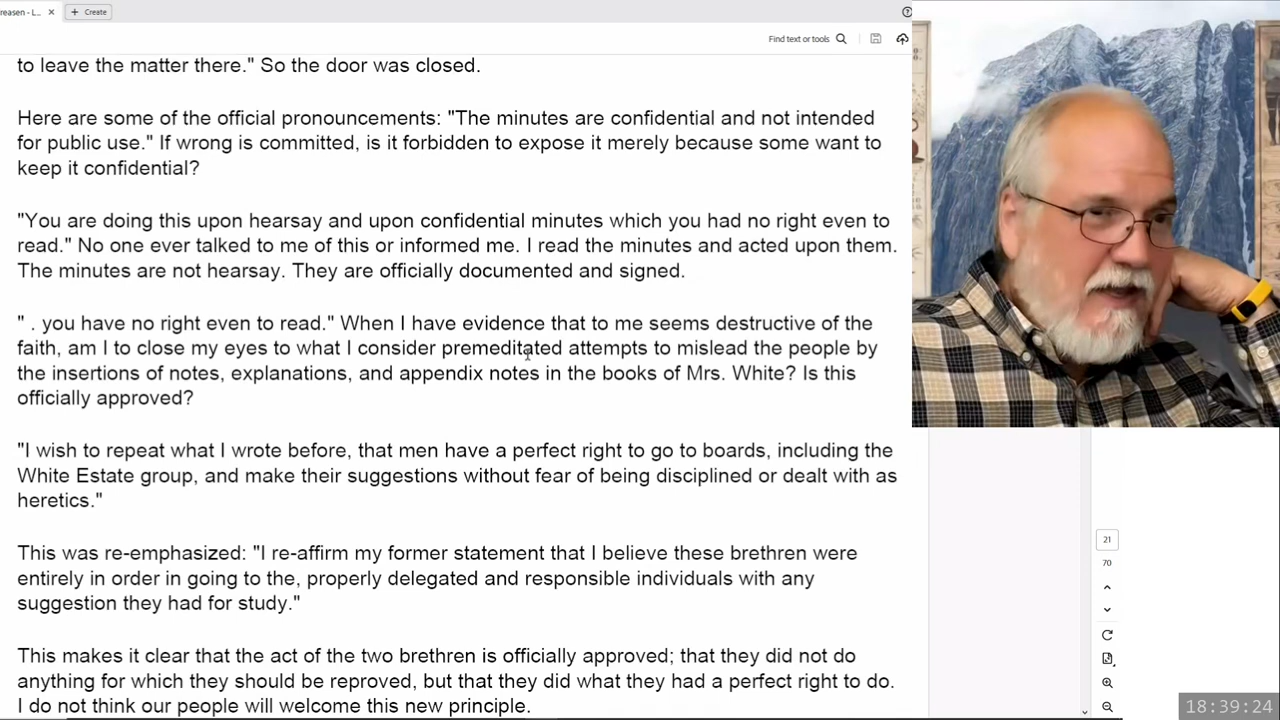 reasen - L...
Create
Find text or tools
to leave the matter there." So the door was closed.
Here are some of the official pronouncements: "The minutes are confidential and not intended
for public use." If wrong is committed, is it forbidden to expose it merely because some want to
keep it confidential?
"You are doing this upon hearsay and upon confidential minutes which you had no right even to
read." No one ever talked to me of this or informed me. I read the minutes and acted upon them.
The minutes are not hearsay. They are officially documented and signed.
" . you have no right even to read." When I have evidence that to me seems destructive of the
faith, am I to close my eyes to what I consider premeditated attempts to mislead the people by
the insertions of notes, explanations, and appendix notes in the books of Mrs. White? Is this
officially approved?
"I wish to repeat what I wrote before, that men have a perfect right to go to boards, including the
White Estate group, and make their suggestions without fear of being disciplined or dealt with as
heretics."
This was re-emphasized: "I re-affirm my former statement that I believe these brethren were
entirely in order in going to the, properly delegated and responsible individuals with any
suggestion they had for study."
This makes it clear that the act of the two brethren is officially approved; that they did not do
anything for which they should be reproved, but that they did what they had a perfect right to do.
I do not think our people will welcome this new principle.
21
70
18:39:24